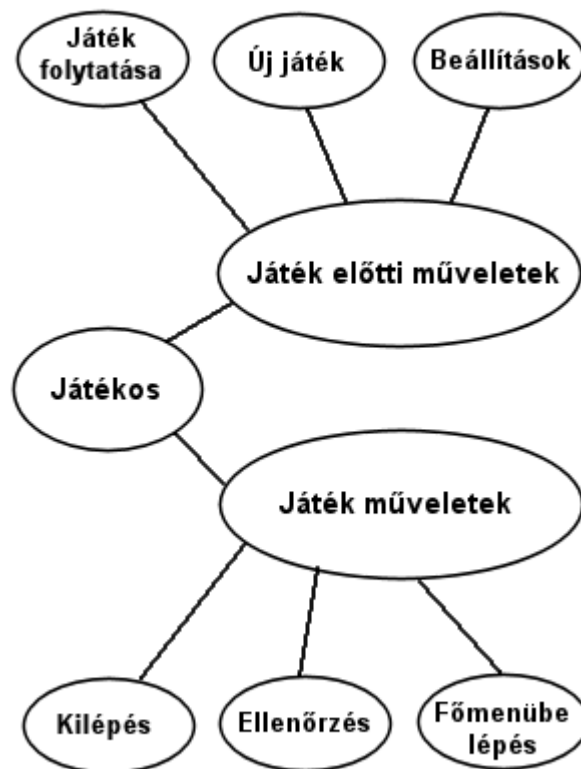 Játék
folytatása
Új játék
Beállítások
Játék előtti műveletek
Játékos
Játék műveletek
Kilépés
Ellenőrzés
Főmenübe
lépés